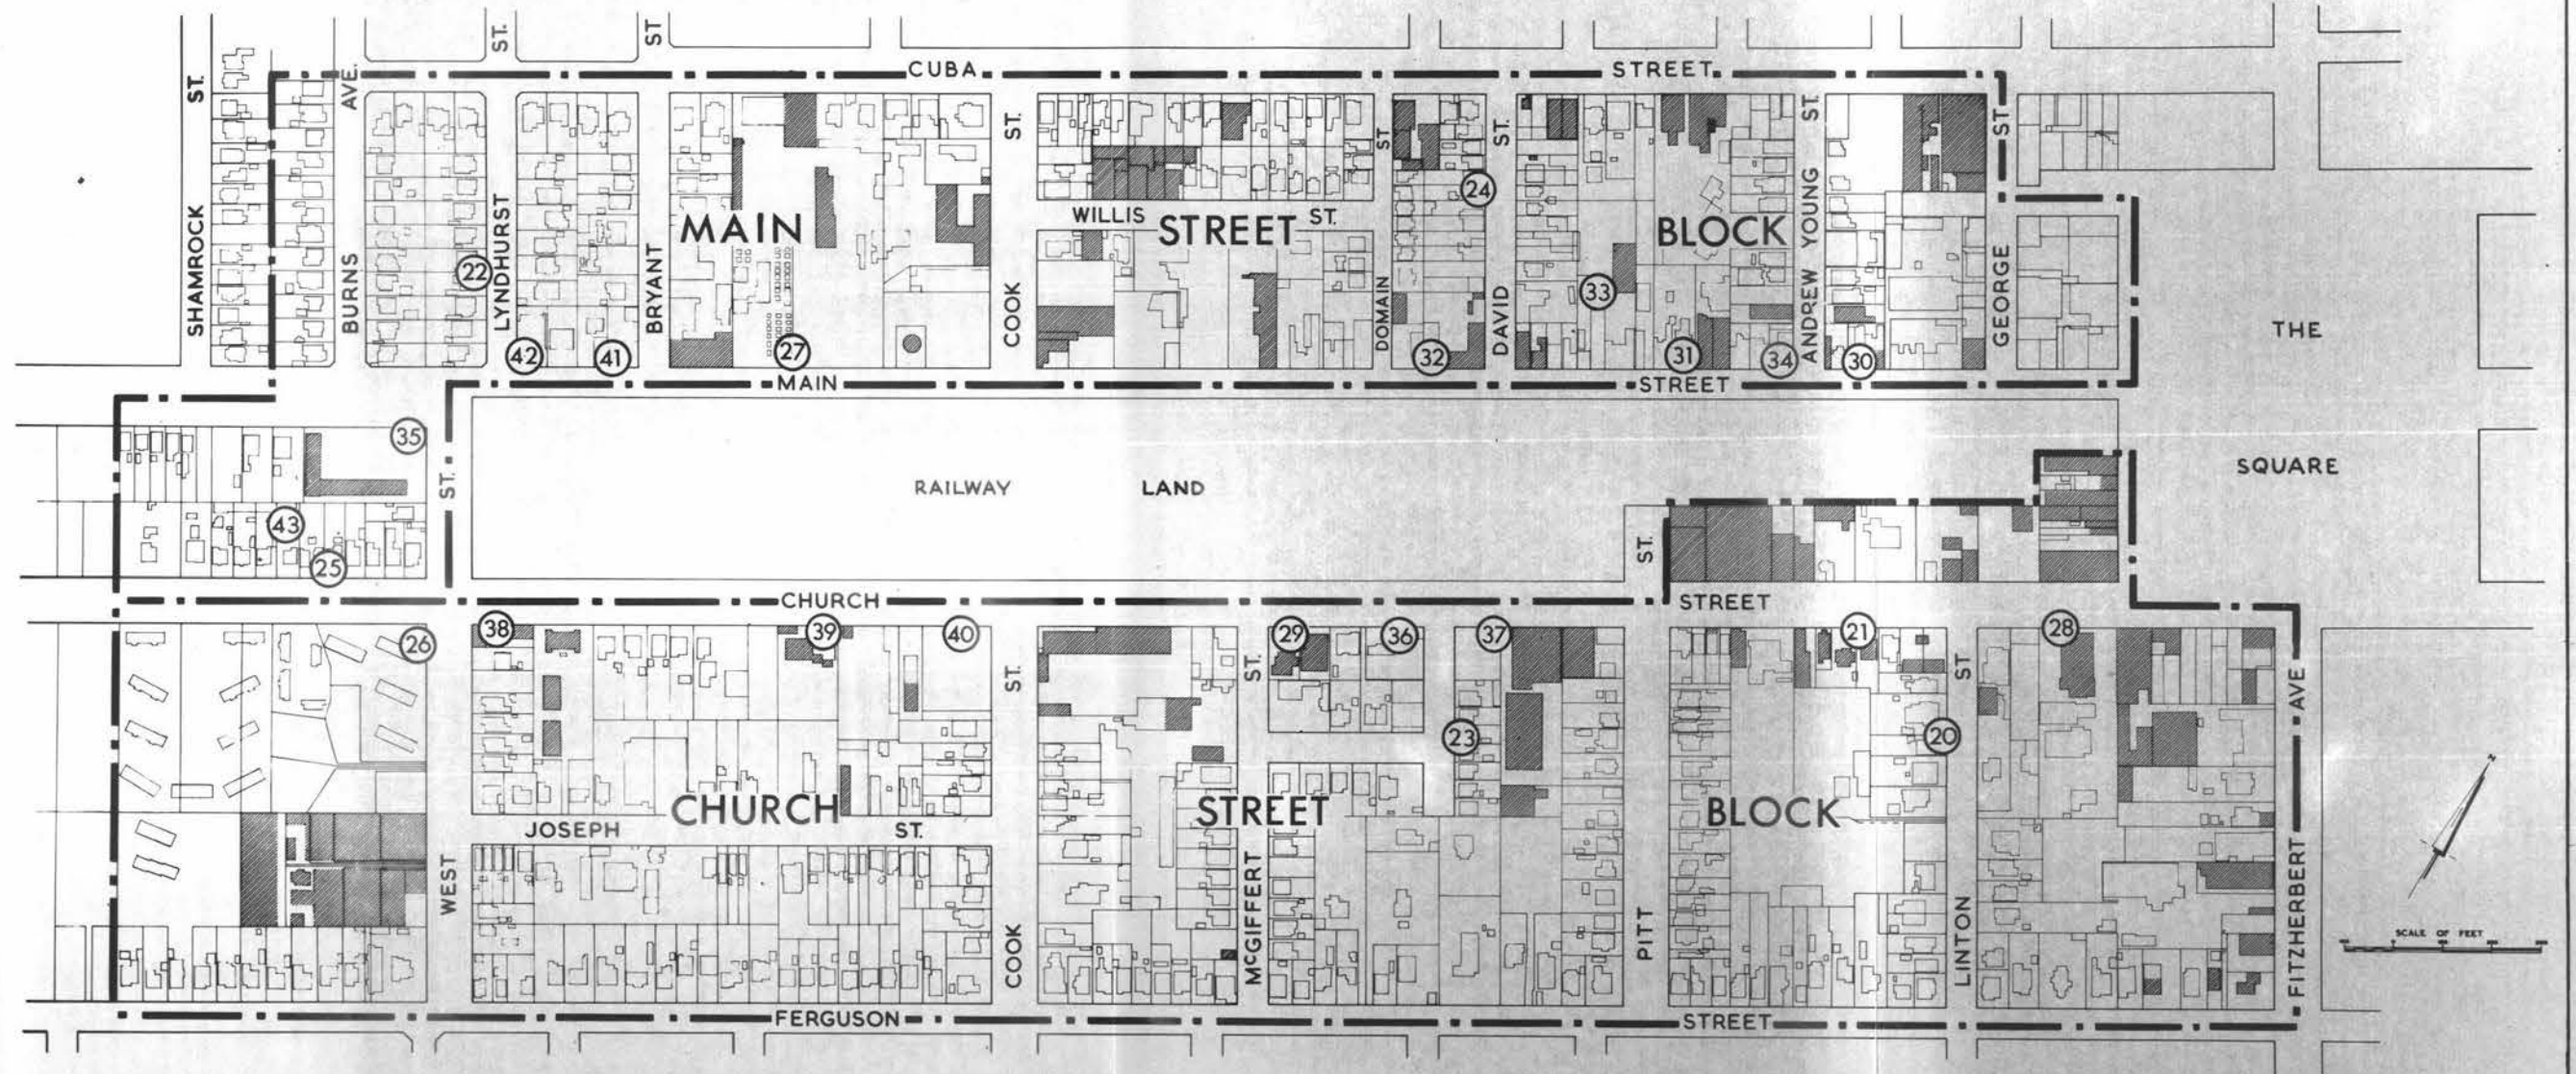 CUBA STREET
SHAMROCK ST.
BURNS AVE.
LYNDHURST ST.
BRYANT ST
COOK ST.
WILLIS ST.
DOMAIN ST
DAVID ST.
ANDREW YOUNG ST.
GEORGE ST.
MAIN STREET BLOCK
22
24
33
42
41
27
32
31
34
30
MAIN STREET
THE
SQUARE
35
43
25
WEST ST.
RAILWAY LAND
ST.
CHURCH STREET
26
38
39
40
29
36
37
21
28
23
20
CHURCH STREET BLOCK
JOSEPH ST.
COOK ST.
McGIFFERT ST.
PITT
LINTON ST
FITZHERBERT AVE
FERGUSON STREET
N
SCALE OF FEET